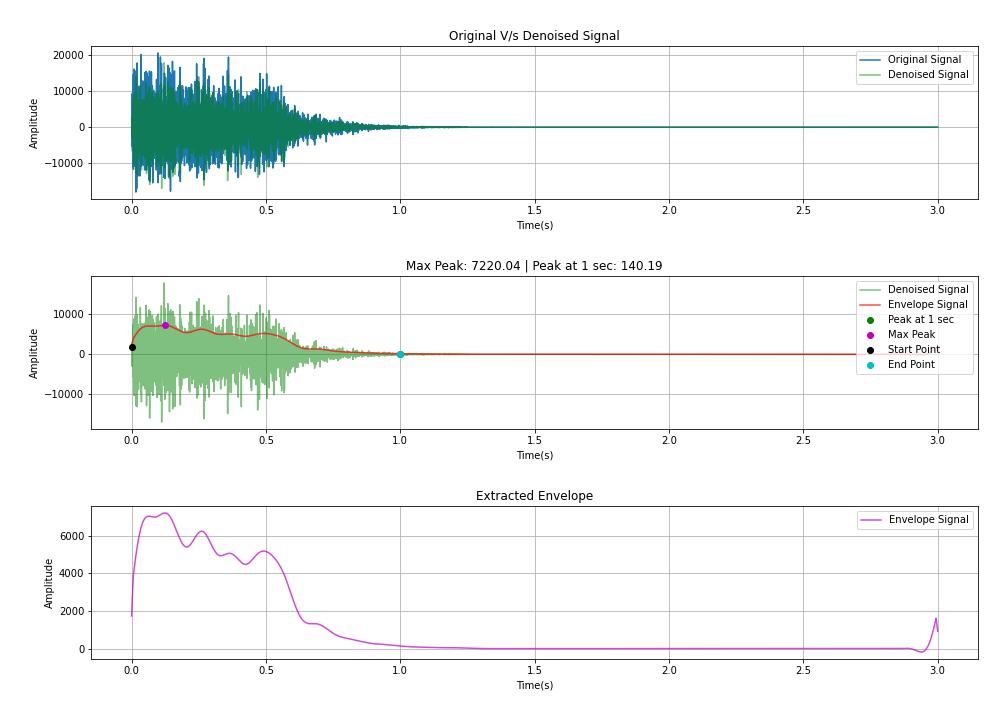 Original V/s Denoised Signal
20000
10000
0
−10000
Amplitude
Original Signal
Denoised Signal
0.0 0.5 1.0 1.5 2.0 2.5 3.0
Time(s)
Max Peak: 7220.04 | Peak at 1 sec: 140.19
10000
0
−10000
Amplitude
Denoised Signal
Envelope Signal
Peak at 1 sec
Max Peak
Start Point
End Point
0.0 0.5 1.0 1.5 2.0 2.5 3.0
Time(s)
Extracted Envelope
6000
4000
2000
0
Amplitude
Envelope Signal
0.0 0.5 1.0 1.5 2.0 2.5 3.0
Time(s)